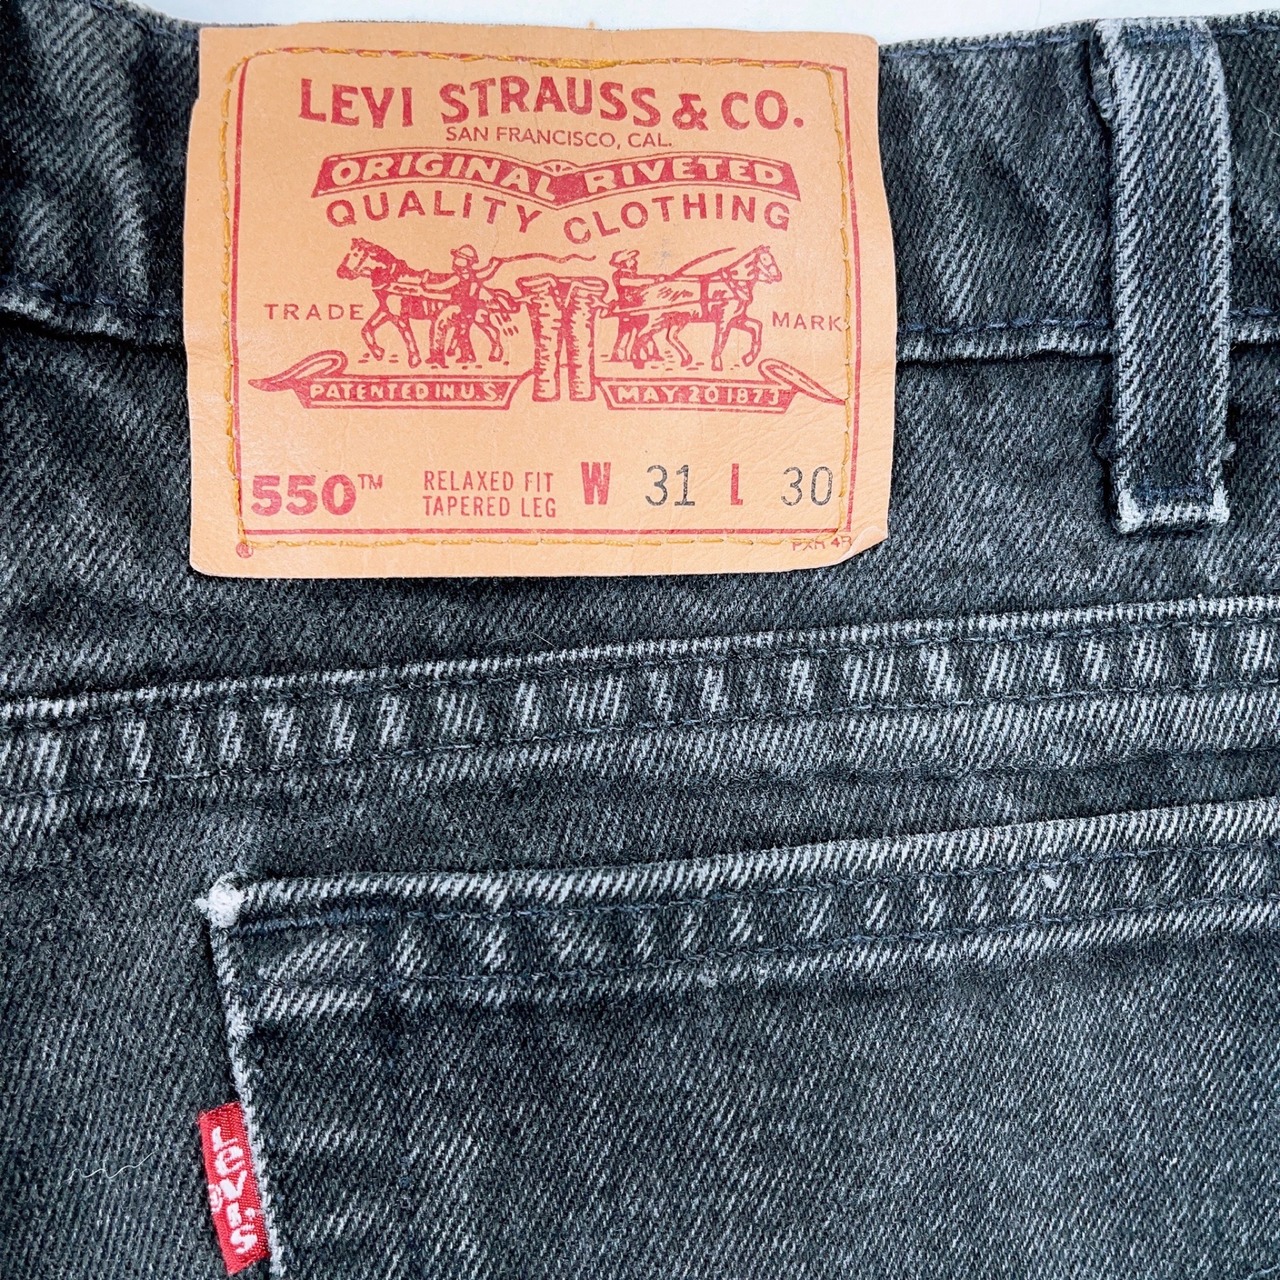 LEVI STRAUSS & CO.
SAN FRANCISCO, CAL.
ORIGINAL RIVETED
QUALITY CLOTHING
TRADE MARK
PATENTED IN U.S. MAY 20 1873
550™ RELAXED FIT W 31 L 30
TAPERED LEG
®
Levi's
®